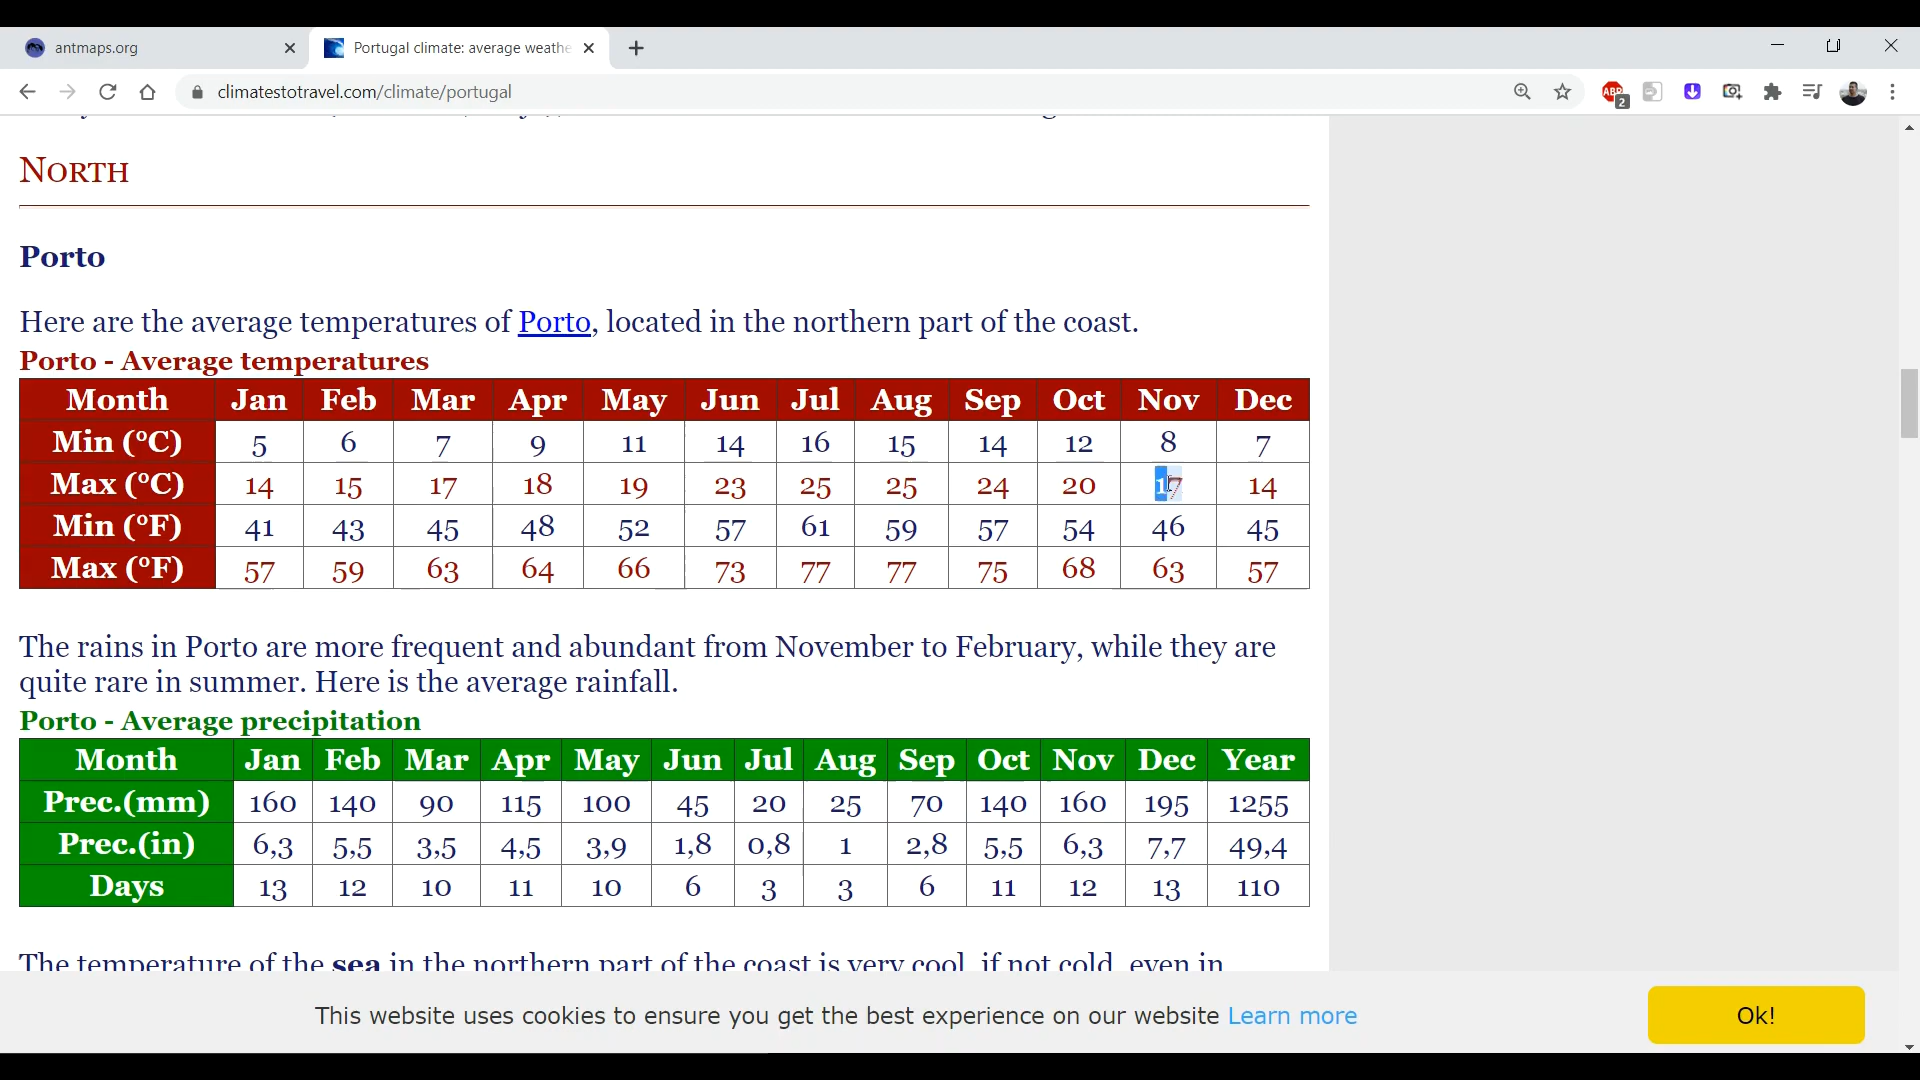 antmaps.org
Portugal climate: average weathe
climatestotravel.com/climate/portugal
ABP
2
NORTH
Porto
Here are the average temperatures of Porto, located in the northern part of the coast.
Porto - Average temperatures
Month Jan Feb Mar Apr May Jun Jul Aug Sep Oct Nov Dec
Min (°C) 5 6 7 9 11 14 16 15 14 12 8 7
Max (°C) 14 15 17 18 19 23 25 25 24 20 17 14
Min (°F) 41 43 45 48 52 57 61 59 57 54 46 45
Max (°F) 57 59 63 64 66 73 77 77 75 68 63 57
The rains in Porto are more frequent and abundant from November to February, while they are
quite rare in summer. Here is the average rainfall.
Porto - Average precipitation
Month Jan Feb Mar Apr May Jun Jul Aug Sep Oct Nov Dec Year
Prec.(mm) 160 140 90 115 100 45 20 25 70 140 160 195 1255
Prec.(in) 6,3 5,5 3,5 4,5 3,9 1,8 0,8 1 2,8 5,5 6,3 7,7 49,4
Days 13 12 10 11 10 6 3 3 6 11 12 13 110
The temperature of the sea in the northern part of the coast is very cool, if not cold, even in
This website uses cookies to ensure you get the best experience on our website Learn more
Ok!